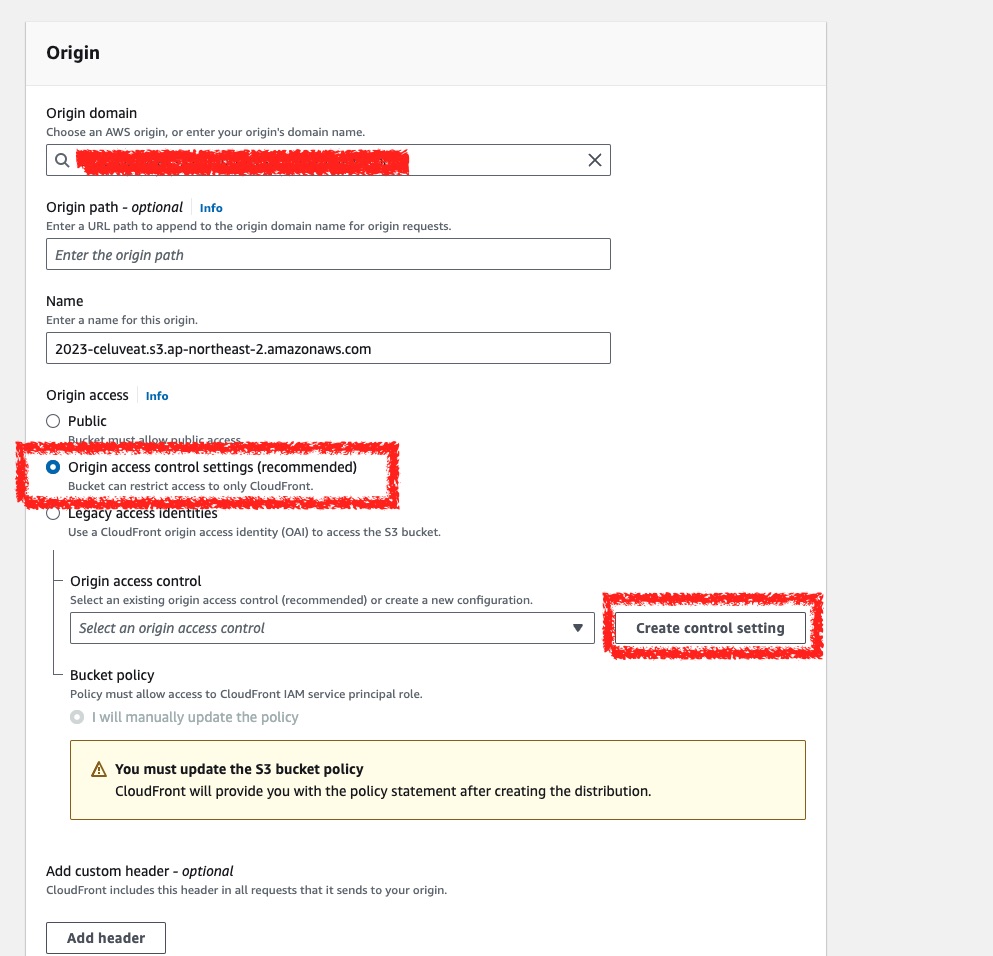 Origin
Origin domain
Choose an AWS origin, or enter your origin's domain name.
Origin path - optional Info
Enter a URL path to append to the origin domain name for origin requests.
Enter the origin path
Name
Enter a name for this origin.
2023-celuveat.s3.ap-northeast-2.amazonaws.com
Origin access Info
Public
Bucket must allow public access.
Origin access control settings (recommended)
Bucket can restrict access to only CloudFront.
Legacy access identities
Use a CloudFront origin access identity (OAI) to access the S3 bucket.
Origin access control
Select an existing origin access control (recommended) or create a new configuration.
Select an origin access control
Create control setting
Bucket policy
Policy must allow access to CloudFront IAM service principal role.
I will manually update the policy
You must update the S3 bucket policy
CloudFront will provide you with the policy statement after creating the distribution.
Add custom header - optional
CloudFront includes this header in all requests that it sends to your origin.
Add header